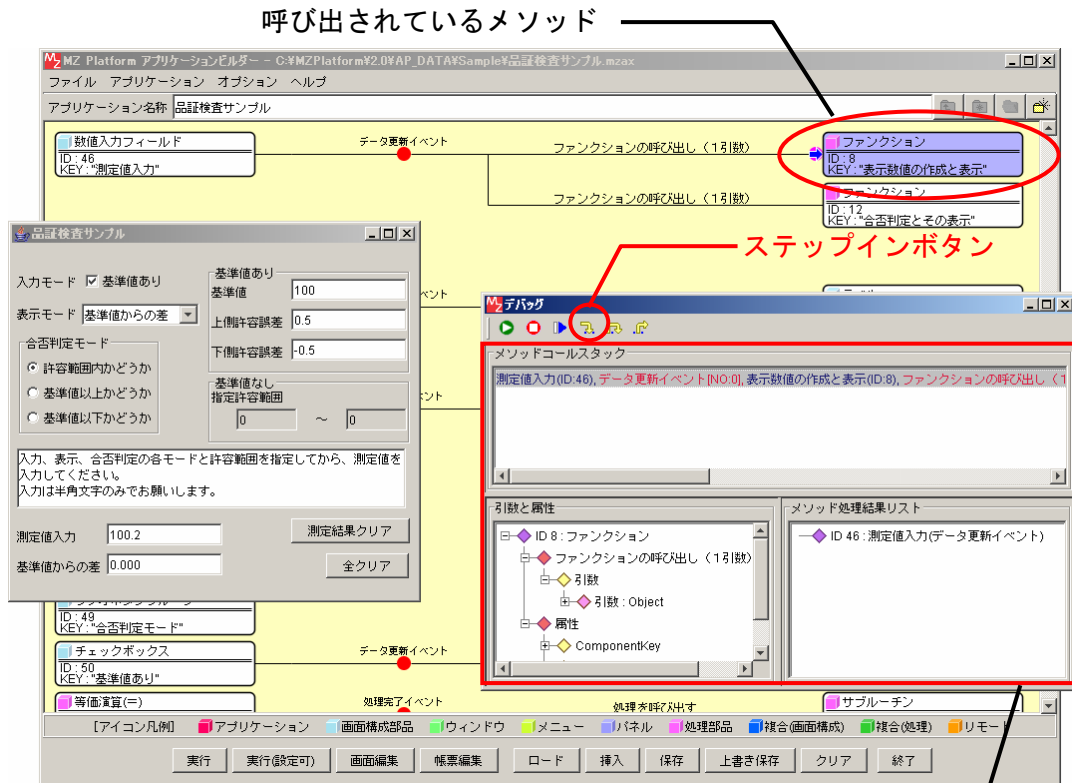 呼び出されているメソッド
MZ Platform アプリケーションビルダー - C:¥MZPlatform¥2.0¥AP_DATA¥Sample¥品証検査サンプル.mzax
ファイル アプリケーション オプション ヘルプ
アプリケーション名称 品証検査サンプル
数値入力フィールド
ID : 46
KEY : "測定値入力"
データ更新イベント
ファンクションの呼び出し（１引数）
ファンクション
ID : 8
KEY : "表示数値の作成と表示"
ファンクションの呼び出し（１引数）
ファンクション
ID : 12
KEY : "合否判定とその表示"
ステップインボタン
品証検査サンプル
入力モード 基準値あり
表示モード 基準値からの差
合否判定モード
許容範囲内かどうか
基準値以上かどうか
基準値以下かどうか
基準値あり
基準値 100
上側許容誤差 0.5
下側許容誤差 -0.5
基準値なし
指定許容範囲
0 ～ 0
入力、表示、合否判定の各モードと許容範囲を指定してから、測定値を
入力してください。
入力は半角文字のみでお願いします。
測定値入力 100.2 測定結果クリア
基準値からの差 0.000 全クリア
ベント
ベント
デバッグ
メソッドコールスタック
測定値入力(ID:46), データ更新イベント[NO:0], 表示数値の作成と表示(ID:8), ファンクションの呼び出し（1
引数と属性
ID 8 : ファンクション
ファンクションの呼び出し（１引数）
引数
引数 : Object
属性
ComponentKey
メソッド処理結果リスト
ID 46 : 測定値入力(データ更新イベント)
ID : 49
KEY : "合否判定モード"
チェックボックス
ID : 50
KEY : "基準値あり"
データ更新イベント
等価演算(=)
処理完了イベント
処理を呼び出す
サブルーチン
[アイコン凡例] アプリケーション 画面構成部品 ウィンドウ メニュー パネル 処理部品 複合(画面構成) 複合(処理) リモート
実行 実行(設定可) 画面編集 帳票編集 ロード 挿入 保存 上書き保存 クリア 終了